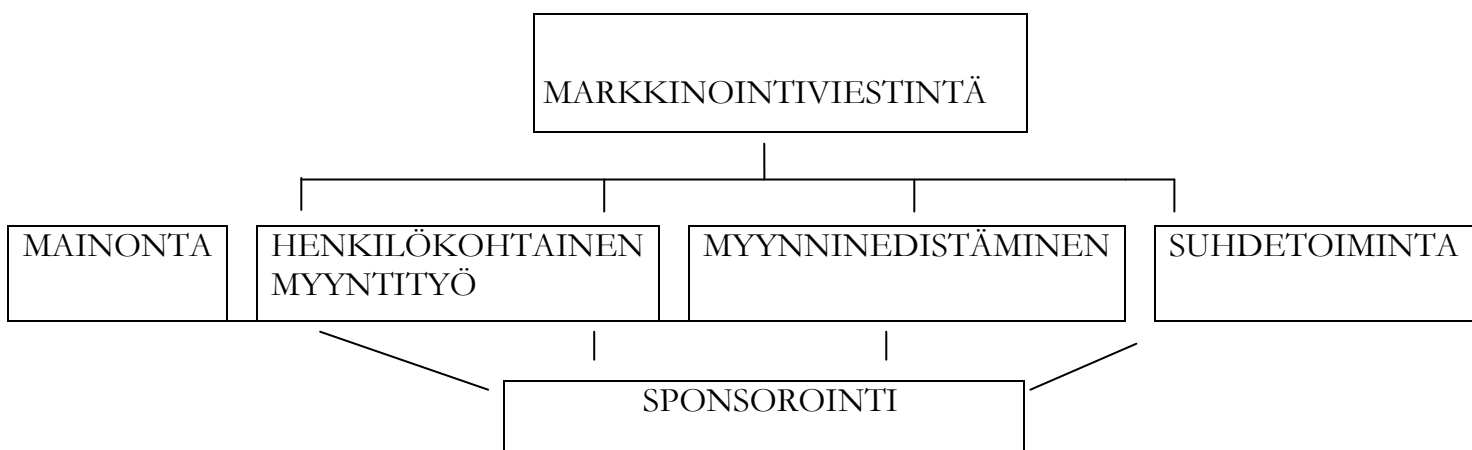 MARKKINOINTIVIESTINTÄ
MAINONTA
HENKILÖKOHTAINEN
MYYNTITYÖ
MYYNNINEDISTÄMINEN
SUHDETOIMINTA
SPONSOROINTI